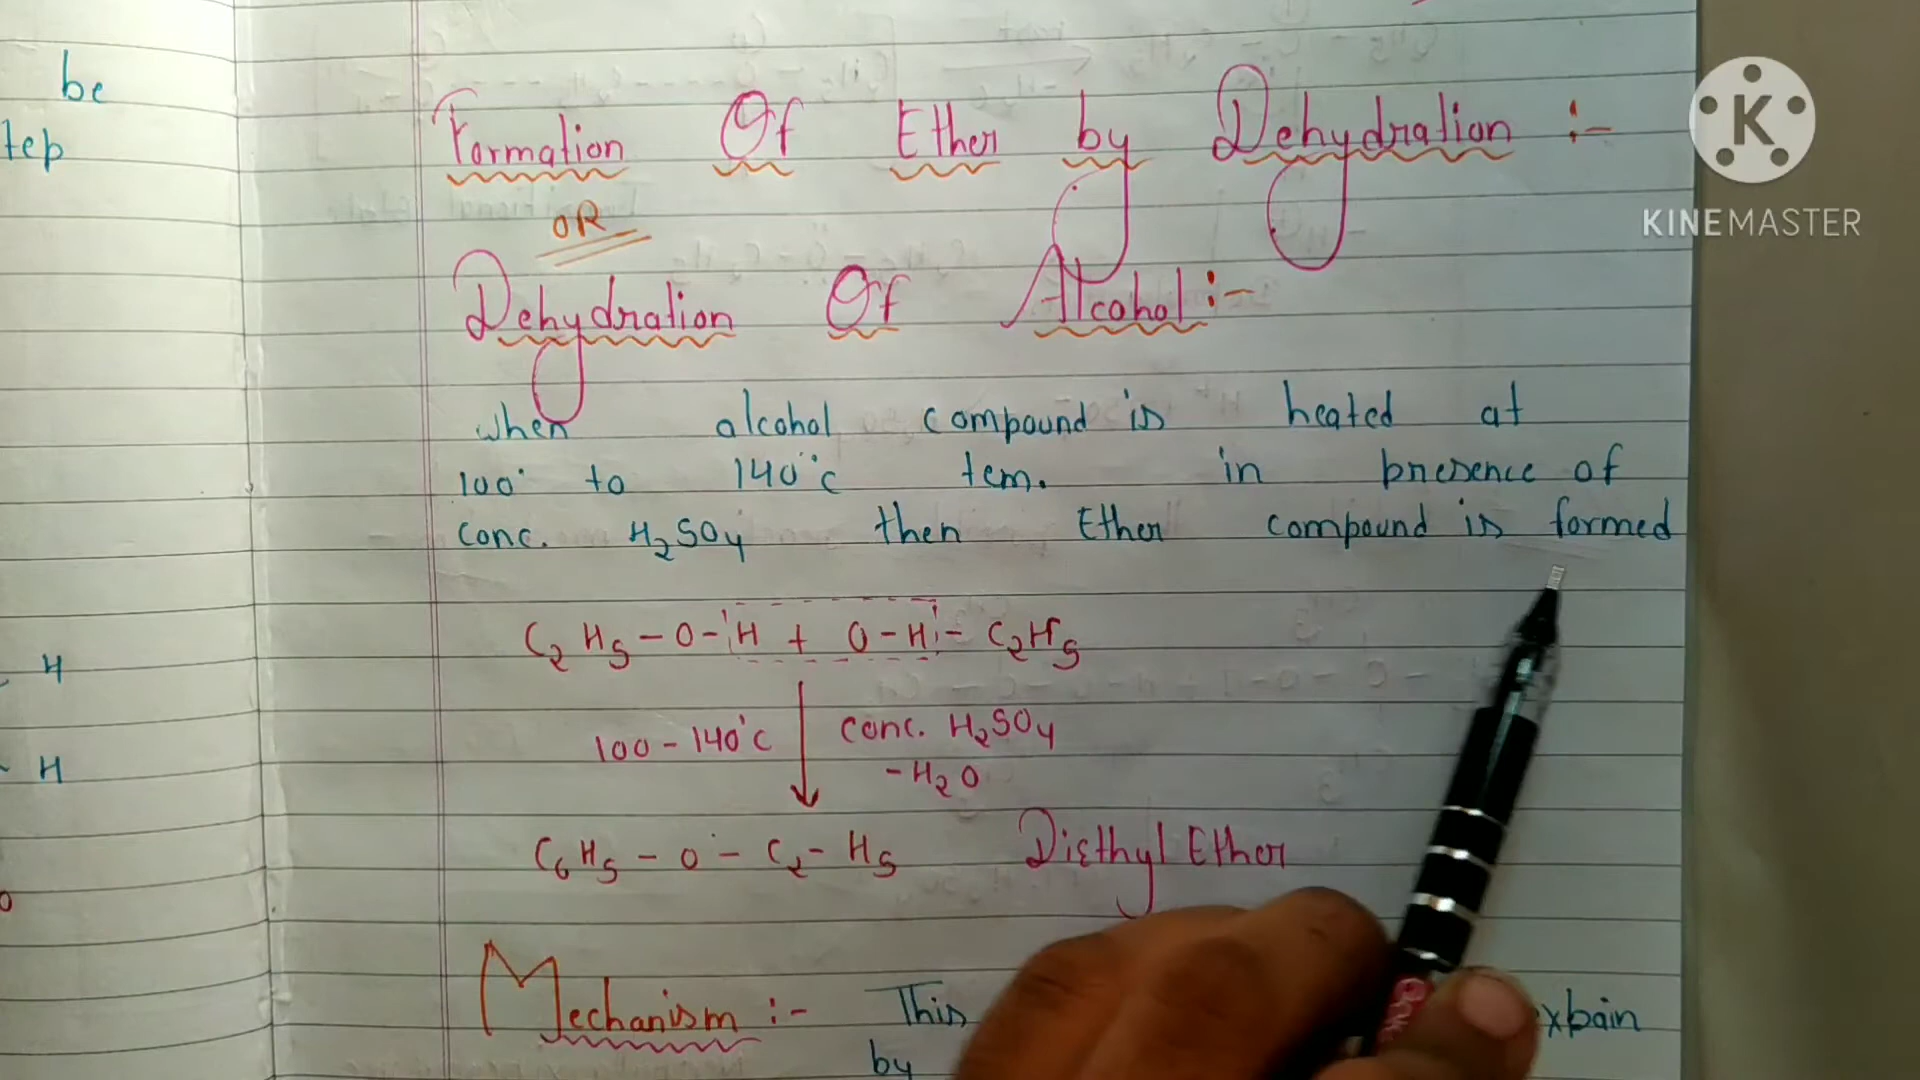 be
tep
H
H
Formation Of Ether by Dehydration :-
OR
Dehydration Of Alcohol :-
when alcohol compound is heated at
100° to 140°c tem. in presence of
conc. H₂SO₄ then Ether compound is formed
C₂H₅-O-H + O-H-C₂H₅
100-140°c conc. H₂SO₄
-H₂O
C₆H₅-O-C₂-H₅ Diethyl Ether
Mechanism :- This xpain
by
K
KINEMASTER